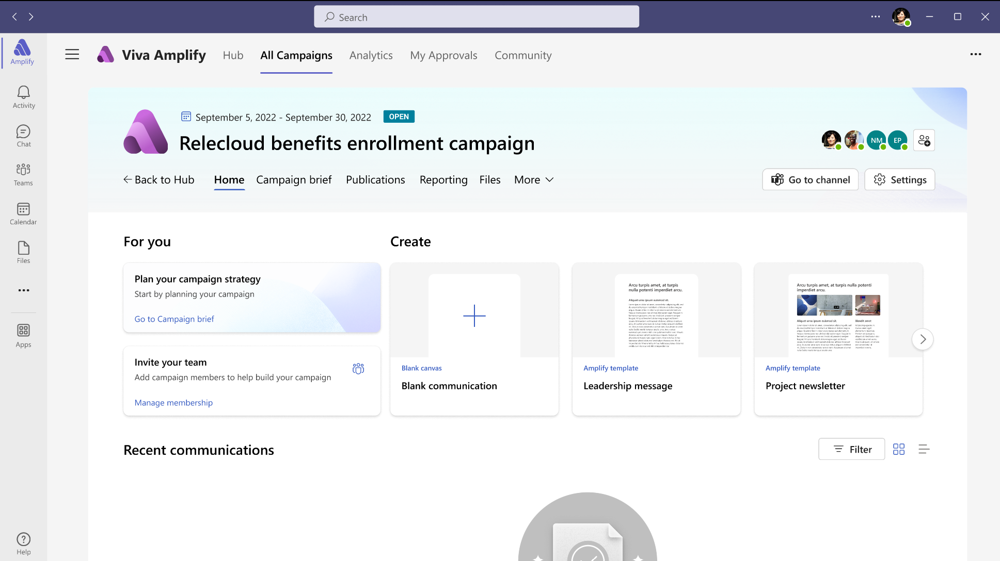 Search
Amplify
Activity
Chat
Teams
Calendar
Files
Apps
Help
Viva Amplify
Hub
All Campaigns
Analytics
My Approvals
Community
September 5, 2022 - September 30, 2022
OPEN
Relecloud benefits enrollment campaign
NM
EP
Back to Hub
Home
Campaign brief
Publications
Reporting
Files
More
Go to channel
Settings
For you
Plan your campaign strategy
Start by planning your campaign
Go to Campaign brief
Invite your team
Add campaign members to help build your campaign
Manage membership
Create
Blank canvas
Blank communication
Arcu turpis amet, at turpis
nulla potenti imperdiet arcu.
Aliquet urna ipsum euismod sit.
Amplify template
Leadership message
Arcu turpis amet, at turpis nulla potenti
imperdiet arcu.
Aliquet urna ipsum euismod sit.
Blandit amet
Amplify template
Project newsletter
Recent communications
Filter